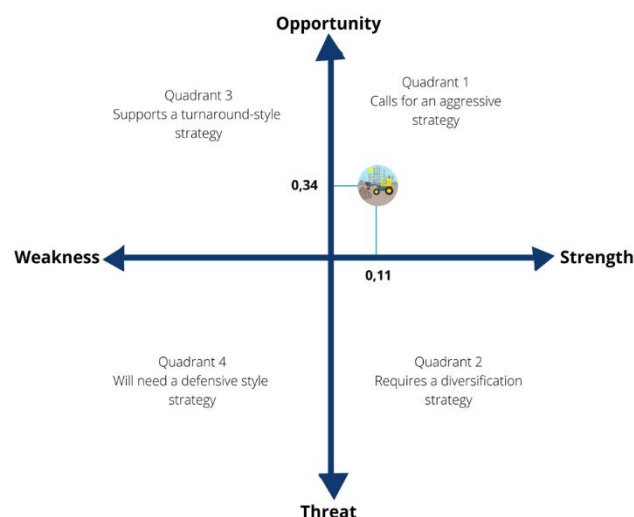 Opportunity
Quadrant 3
Supports a turnaround-style
strategy
Quadrant 1
Calls for an aggressive
strategy
0,34
Weakness
Strength
0,11
Quadrant 4
Will need a defensive style
strategy
Quadrant 2
Requires a diversification
strategy
Threat